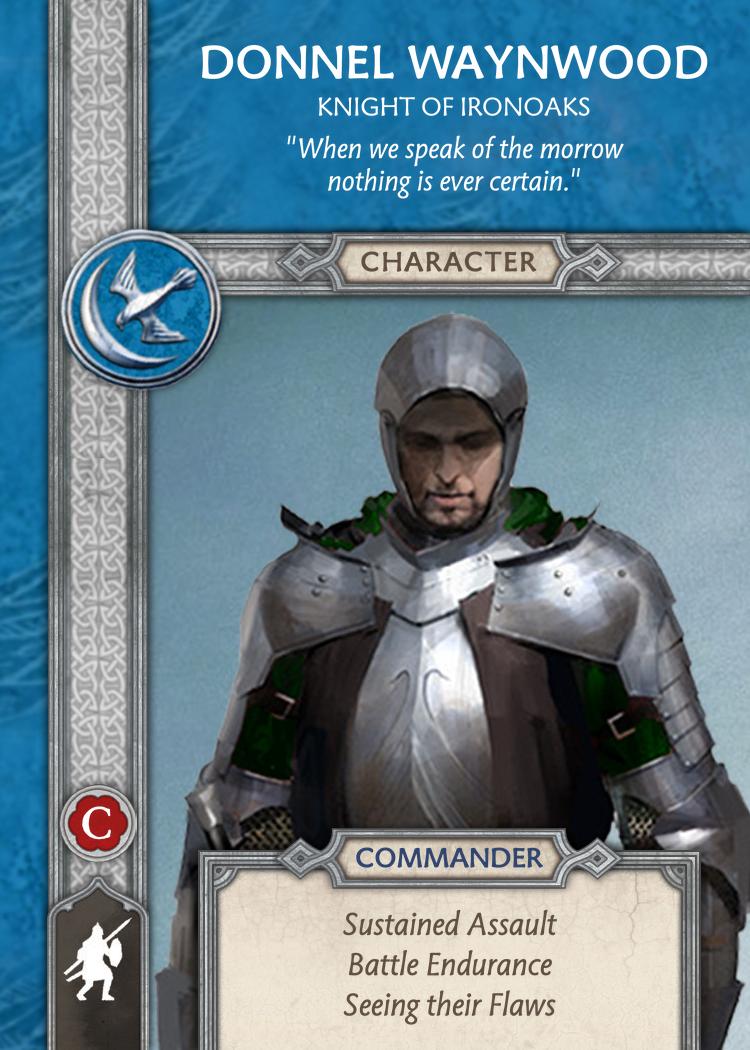 DONNEL WAYNWOOD
KNIGHT OF IRONOAKS
"When we speak of the morrow
nothing is ever certain."
CHARACTER
C
COMMANDER
Sustained Assault
Battle Endurance
Seeing their Flaws